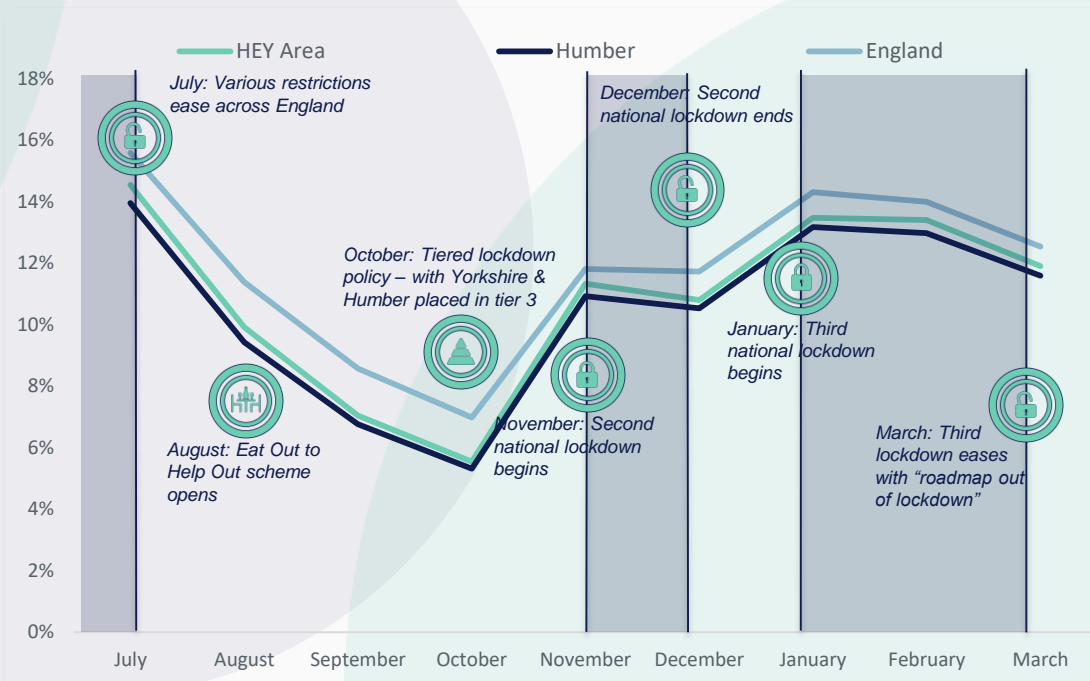 HEY Area
Humber
England
18%
16%
14%
12%
10%
8%
6%
4%
2%
0%
July: Various restrictions
ease across England
December: Second
national lockdown ends
October: Tiered lockdown
policy – with Yorkshire &
Humber placed in tier 3
January: Third
national lockdown
begins
November: Second
national lockdown
begins
March: Third
lockdown eases
with “roadmap out
of lockdown”
August: Eat Out to
Help Out scheme
opens
July
August
September
October
November
December
January
February
March